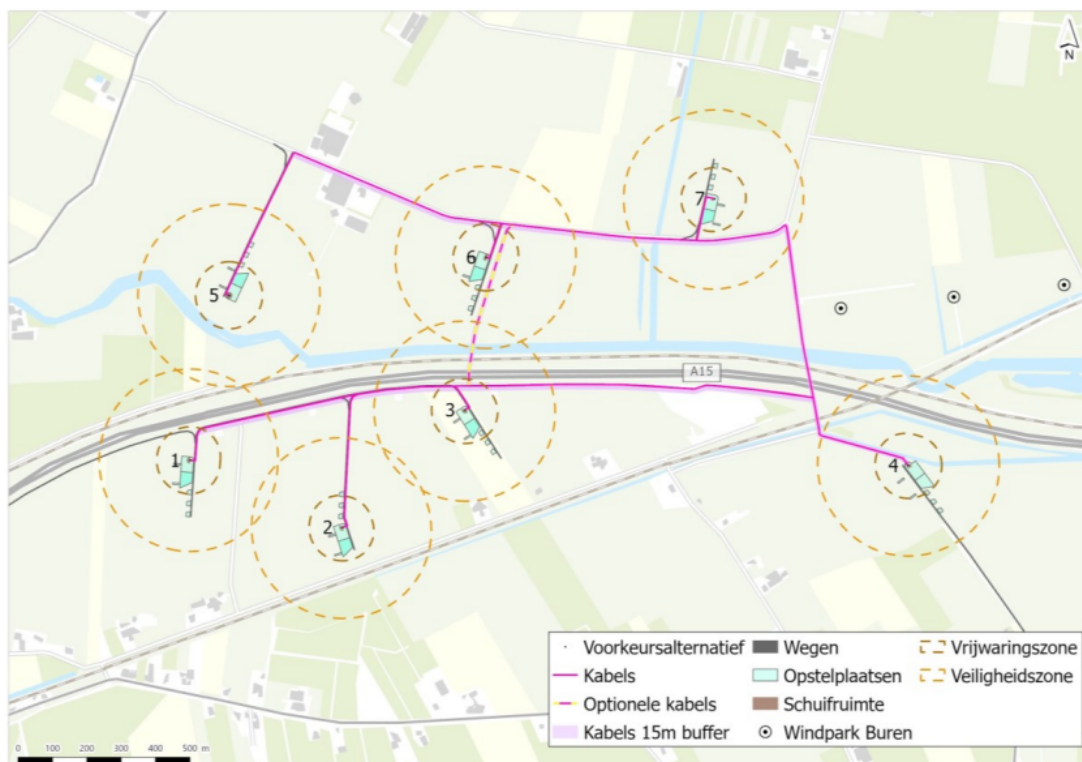 N
7
6
5
A15
3
1
4
2
Voorkeursalternatief
Kabels
Optionele kabels
Kabels 15m buffer
Wegen
Opstelplaatsen
Schuifruimte
Windpark Buren
Vrijwaringszone
Veiligheidszone
0 100 200 300 400 500 m